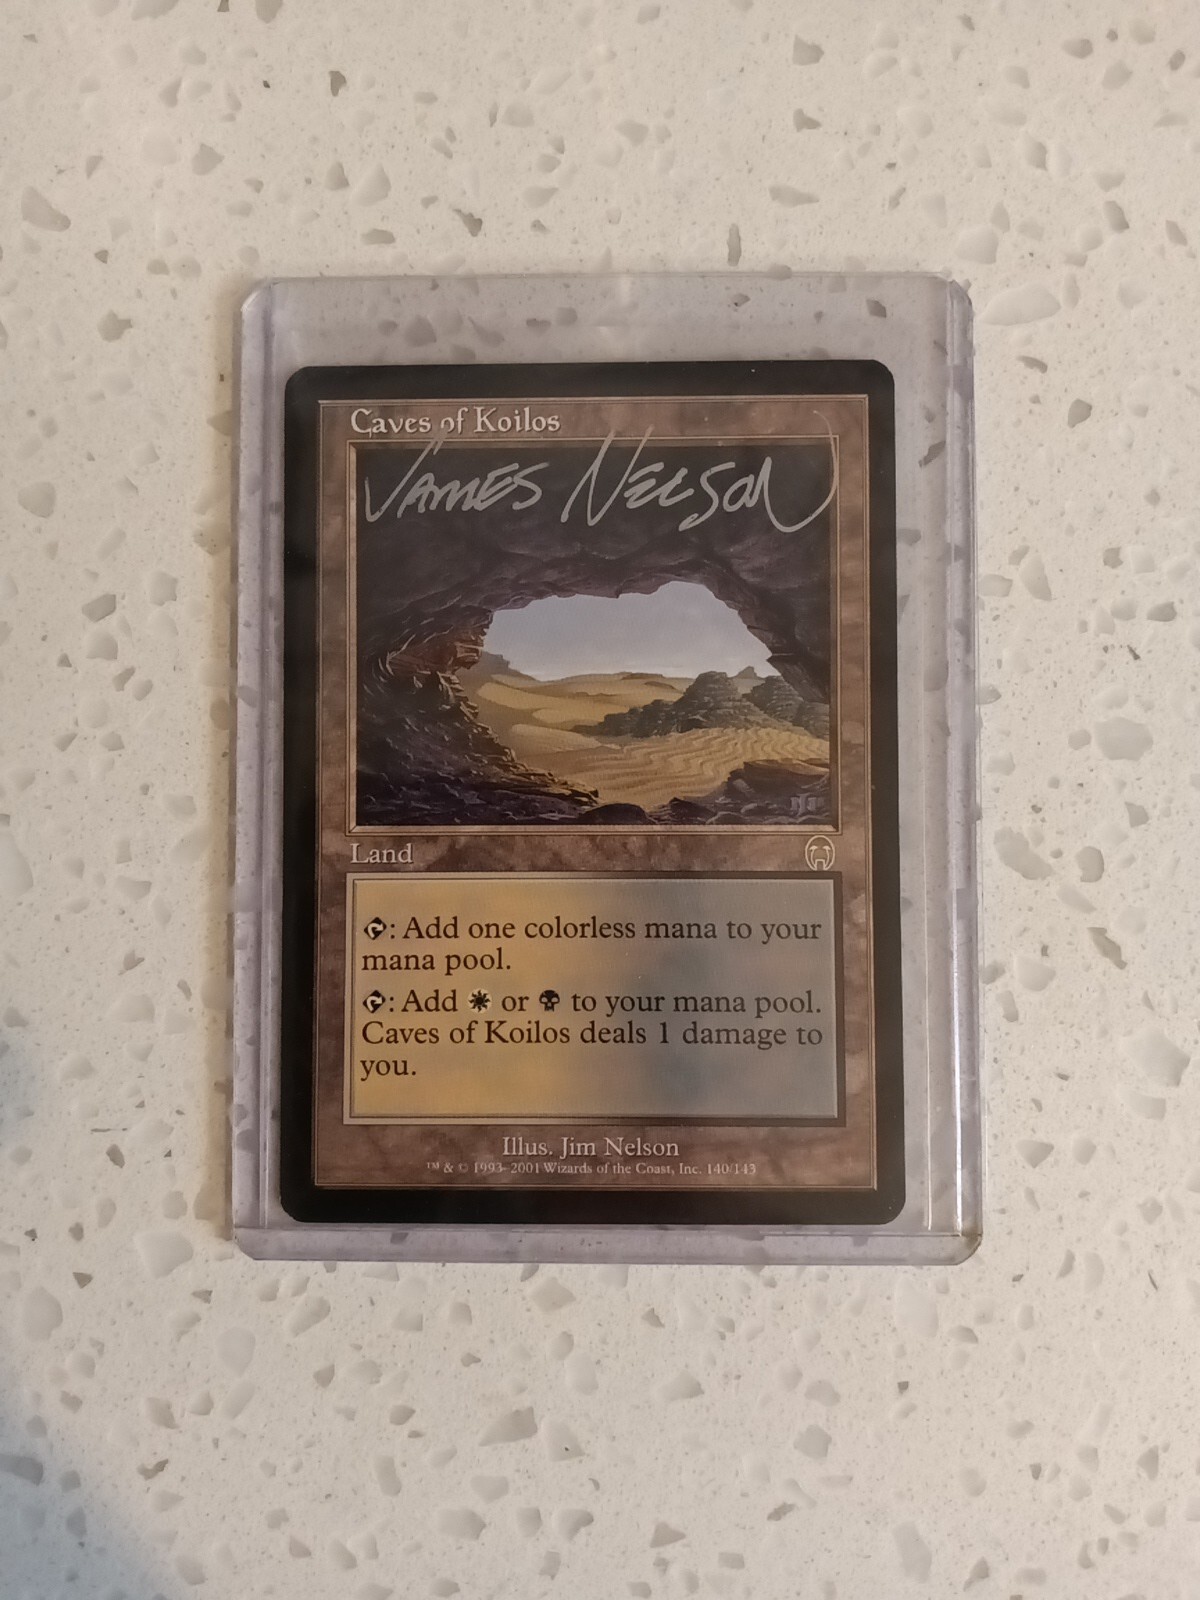 Caves of Koilos
JAMES NELSON
Land
: Add one colorless mana to your
mana pool.
: Add or to your mana pool.
Caves of Koilos deals 1 damage to
you.
Illus. Jim Nelson
™ & © 1993-2001 Wizards of the Coast, Inc. 140/143